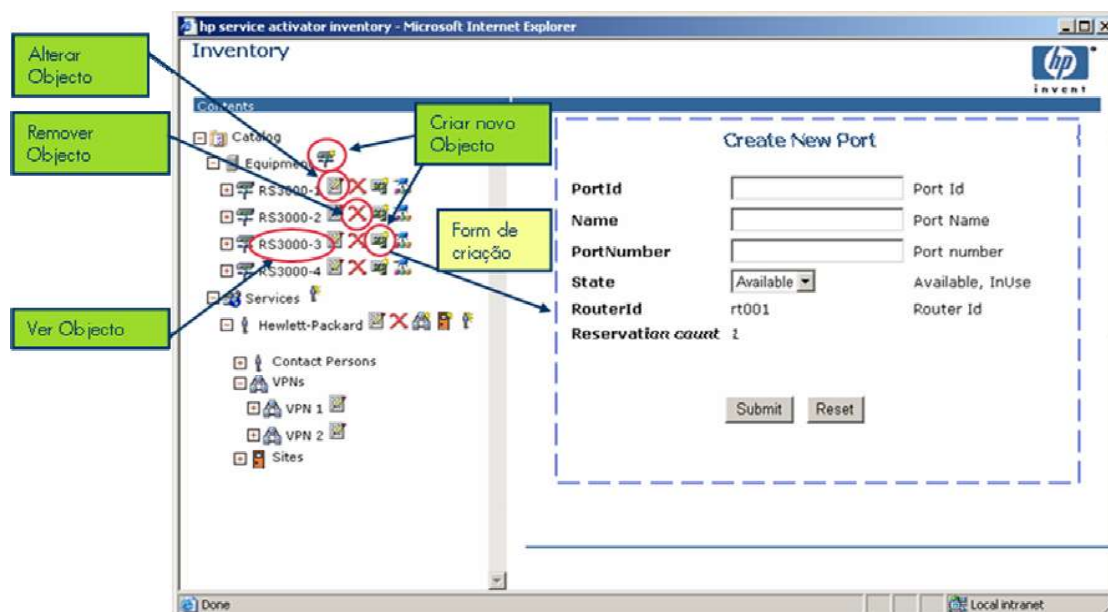 hp service activator inventory - Microsoft Internet Explorer
Inventory
hp
invent
Alterar
Objecto
Contents
Remover
Objecto
Criar novo
Objecto
Catalog
Equipment
RS3000-1
RS3000-2
RS3000-3
RS3000-4
Form de
criação
Ver Objecto
Services
Hewlett-Packard
Contact Persons
VPNs
VPN 1
VPN 2
Sites
Create New Port
PortId Port Id
Name Port Name
PortNumber Port number
State Available Available, InUse
RouterId rt001 Router Id
Reservation count 1
Submit Reset
Done
Local intranet